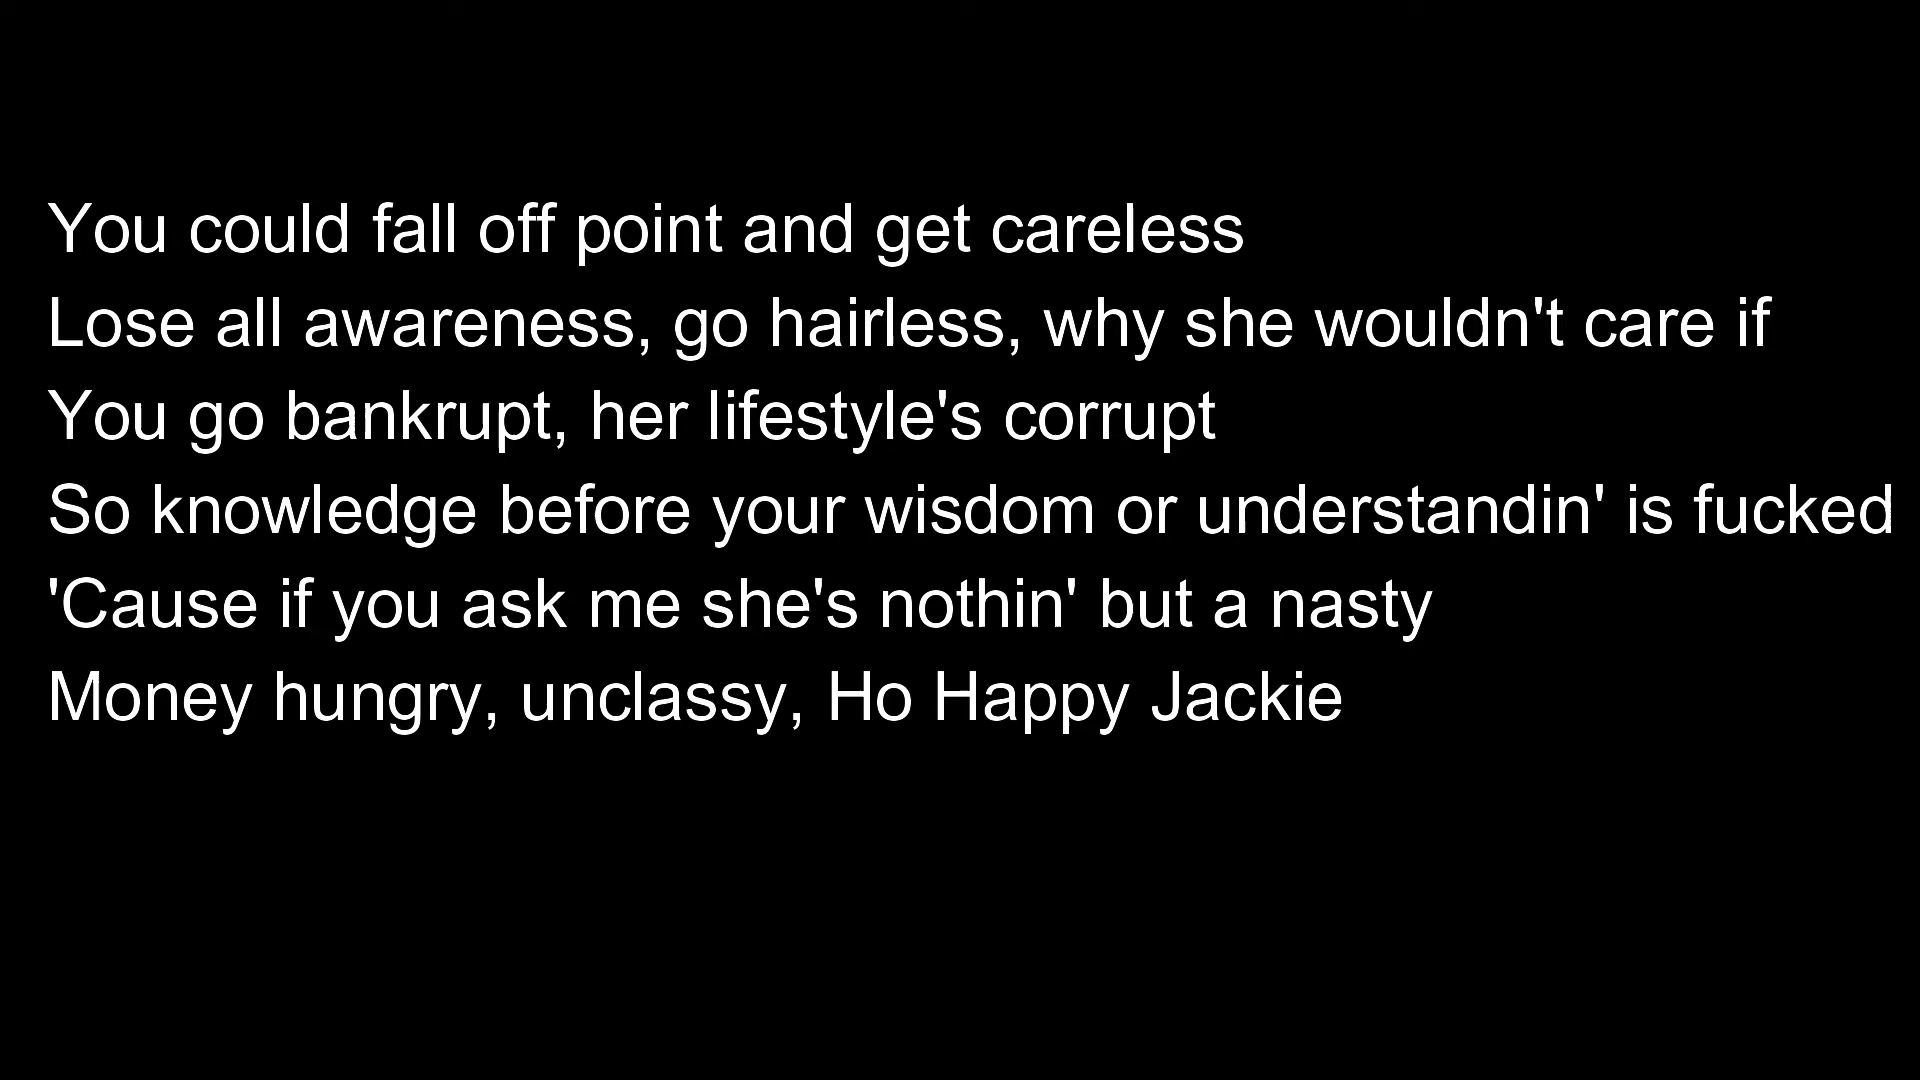 You could fall off point and get careless
Lose all awareness, go hairless, why she wouldn't care if
You go bankrupt, her lifestyle's corrupt
So knowledge before your wisdom or understandin' is fucked
'Cause if you ask me she's nothin' but a nasty
Money hungry, unclassy, Ho Happy Jackie